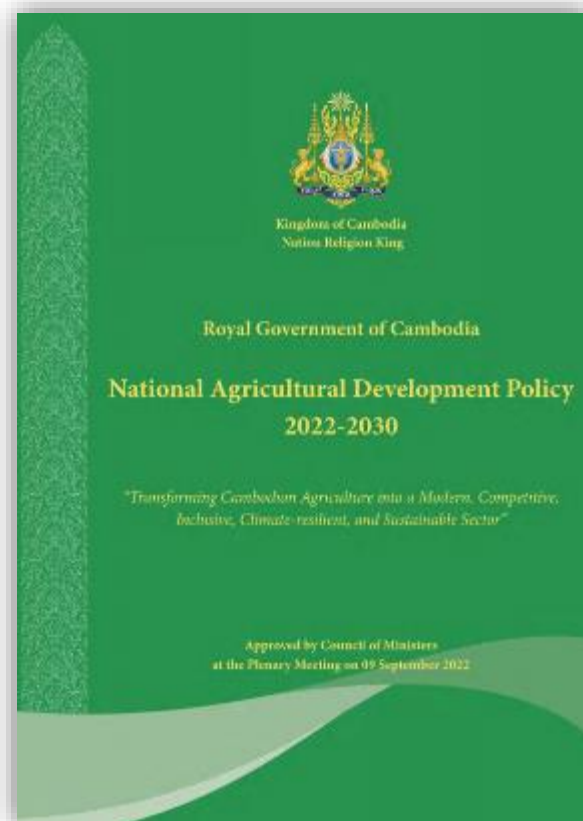 Kingdom of Cambodia
Nation Religion King
Royal Government of Cambodia
National Agricultural Development Policy
2022-2030
"Transforming Cambodian Agriculture into a Modern, Competitive,
Inclusive, Climate-resilient, and Sustainable Sector"
Approved by Council of Ministers
at the Plenary Meeting on 09 September 2022